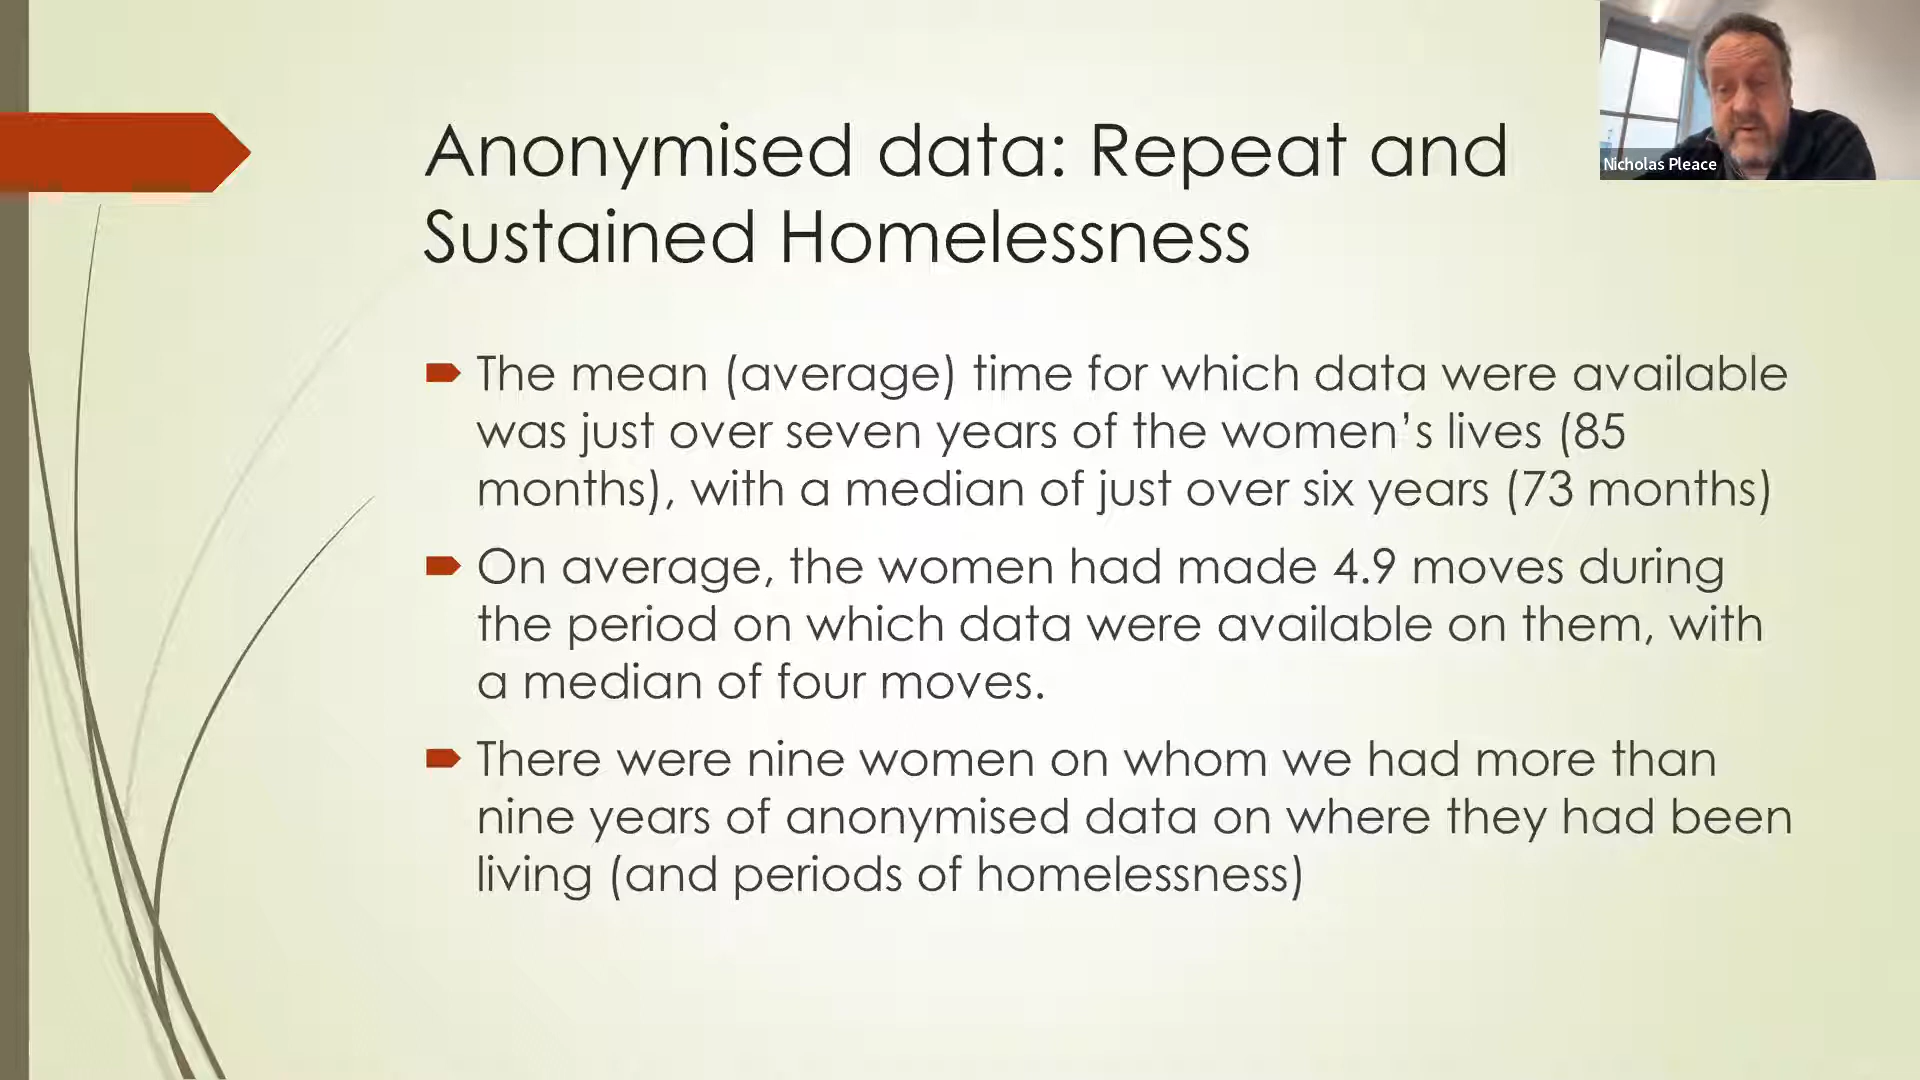 Anonymised data: Repeat and
Sustained Homelessness
Nicholas Pleace
The mean (average) time for which data were available
was just over seven years of the women’s lives (85
months), with a median of just over six years (73 months)
On average, the women had made 4.9 moves during
the period on which data were available on them, with
a median of four moves.
There were nine women on whom we had more than
nine years of anonymised data on where they had been
living (and periods of homelessness)